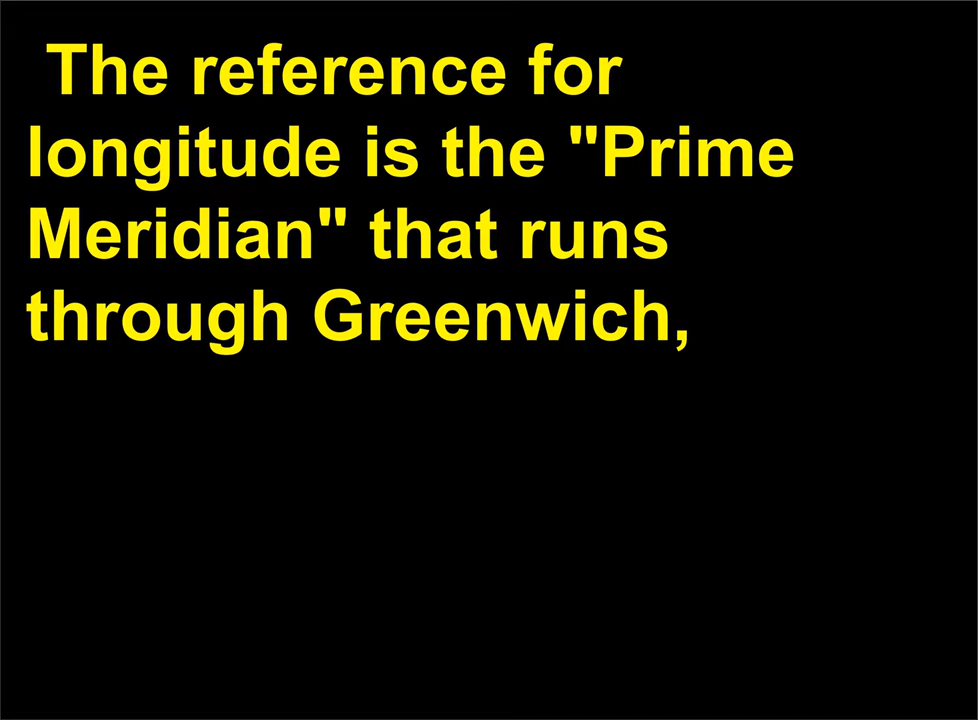 The reference for
longitude is the "Prime
Meridian" that runs
through Greenwich,